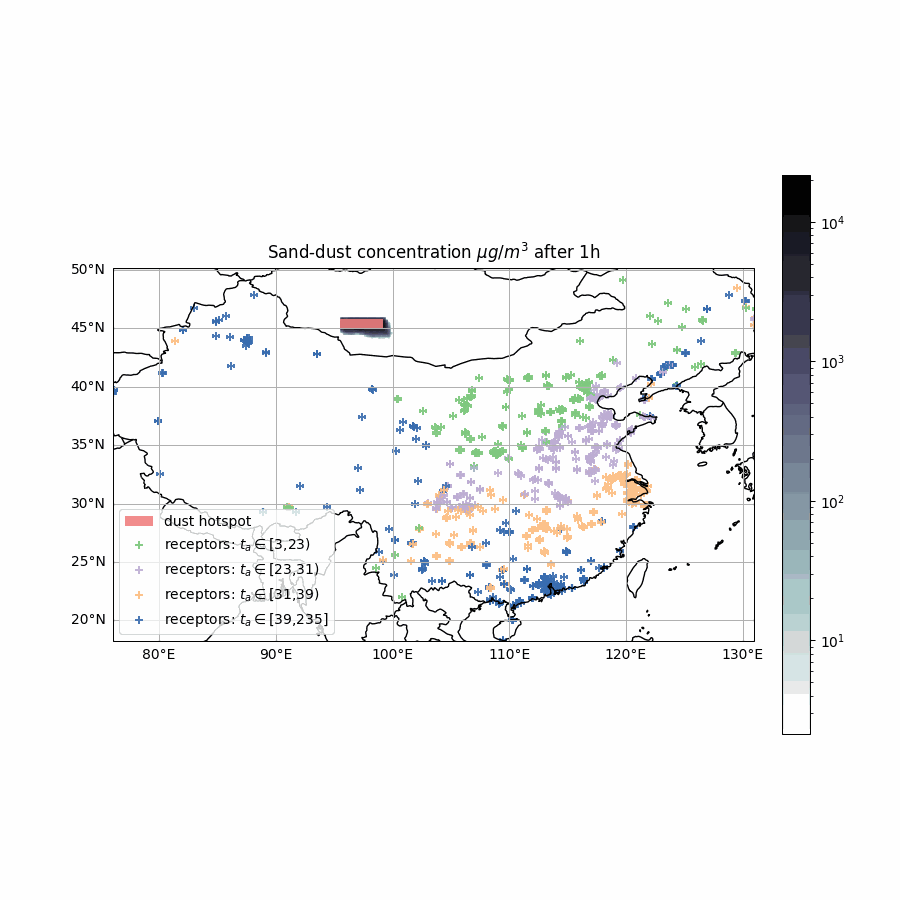 Sand-dust concentration μg/m³ after 1h
50°N
45°N
40°N
35°N
30°N
25°N
20°N
80°E
90°E
100°E
110°E
120°E
130°E
dust hotspot
receptors: tₐ ∈ [3,23)
receptors: tₐ ∈ [23,31)
receptors: tₐ ∈ [31,39)
receptors: tₐ ∈ [39,235]
10⁴
10³
10²
10¹